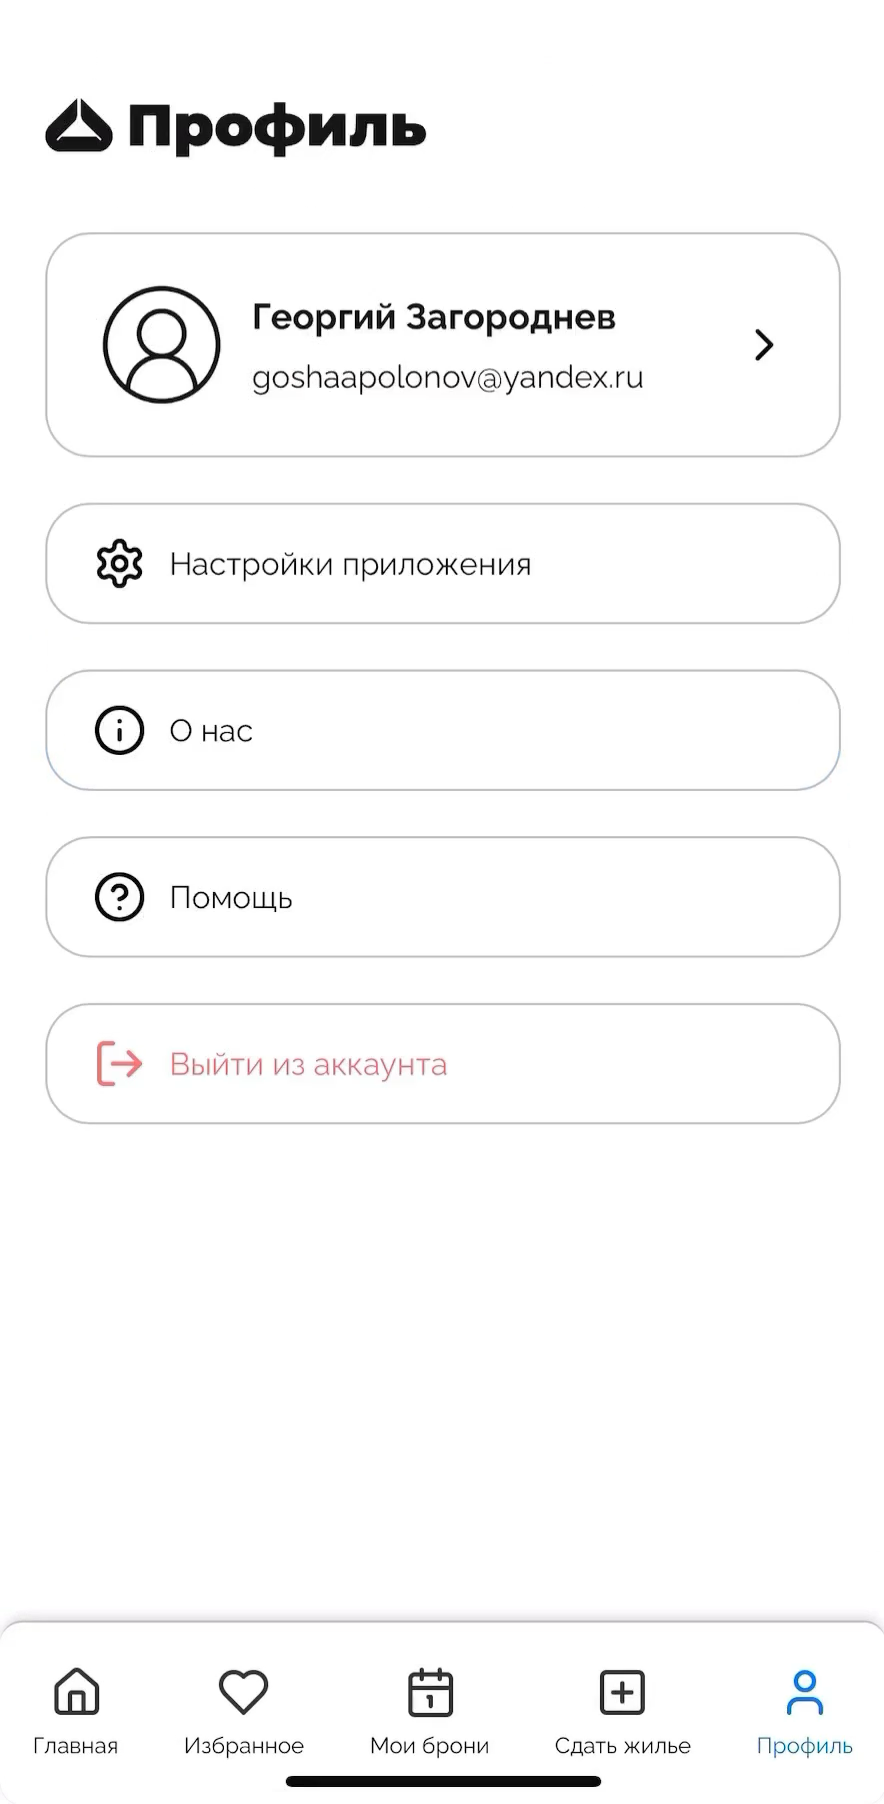 Профиль
Георгий Загороднев
goshaapolonov@yandex.ru
Настройки приложения
О нас
Помощь
Выйти из аккаунта
1
Главная
Избранное
Мои брони
Сдать жилье
Профиль